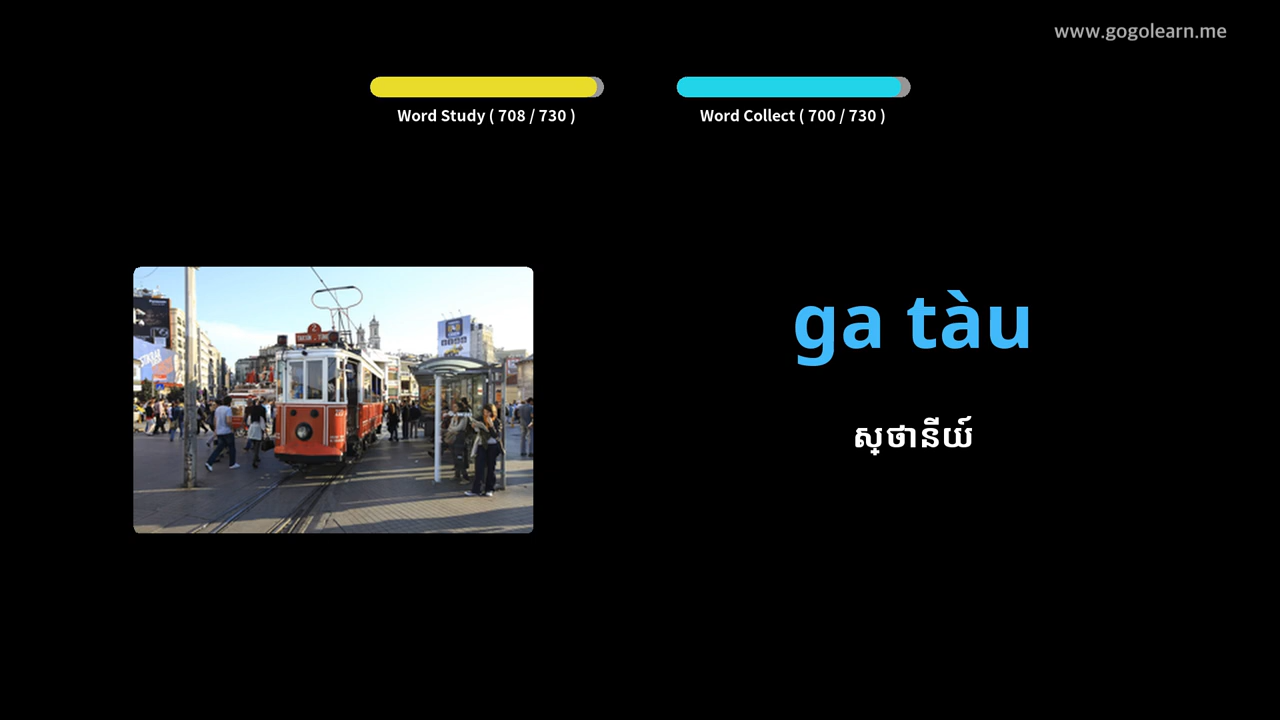 www.gogolearn.me
Word Study ( 708 / 730 )
Word Collect ( 700 / 730 )
ga tàu
ស្ថានីយ៍